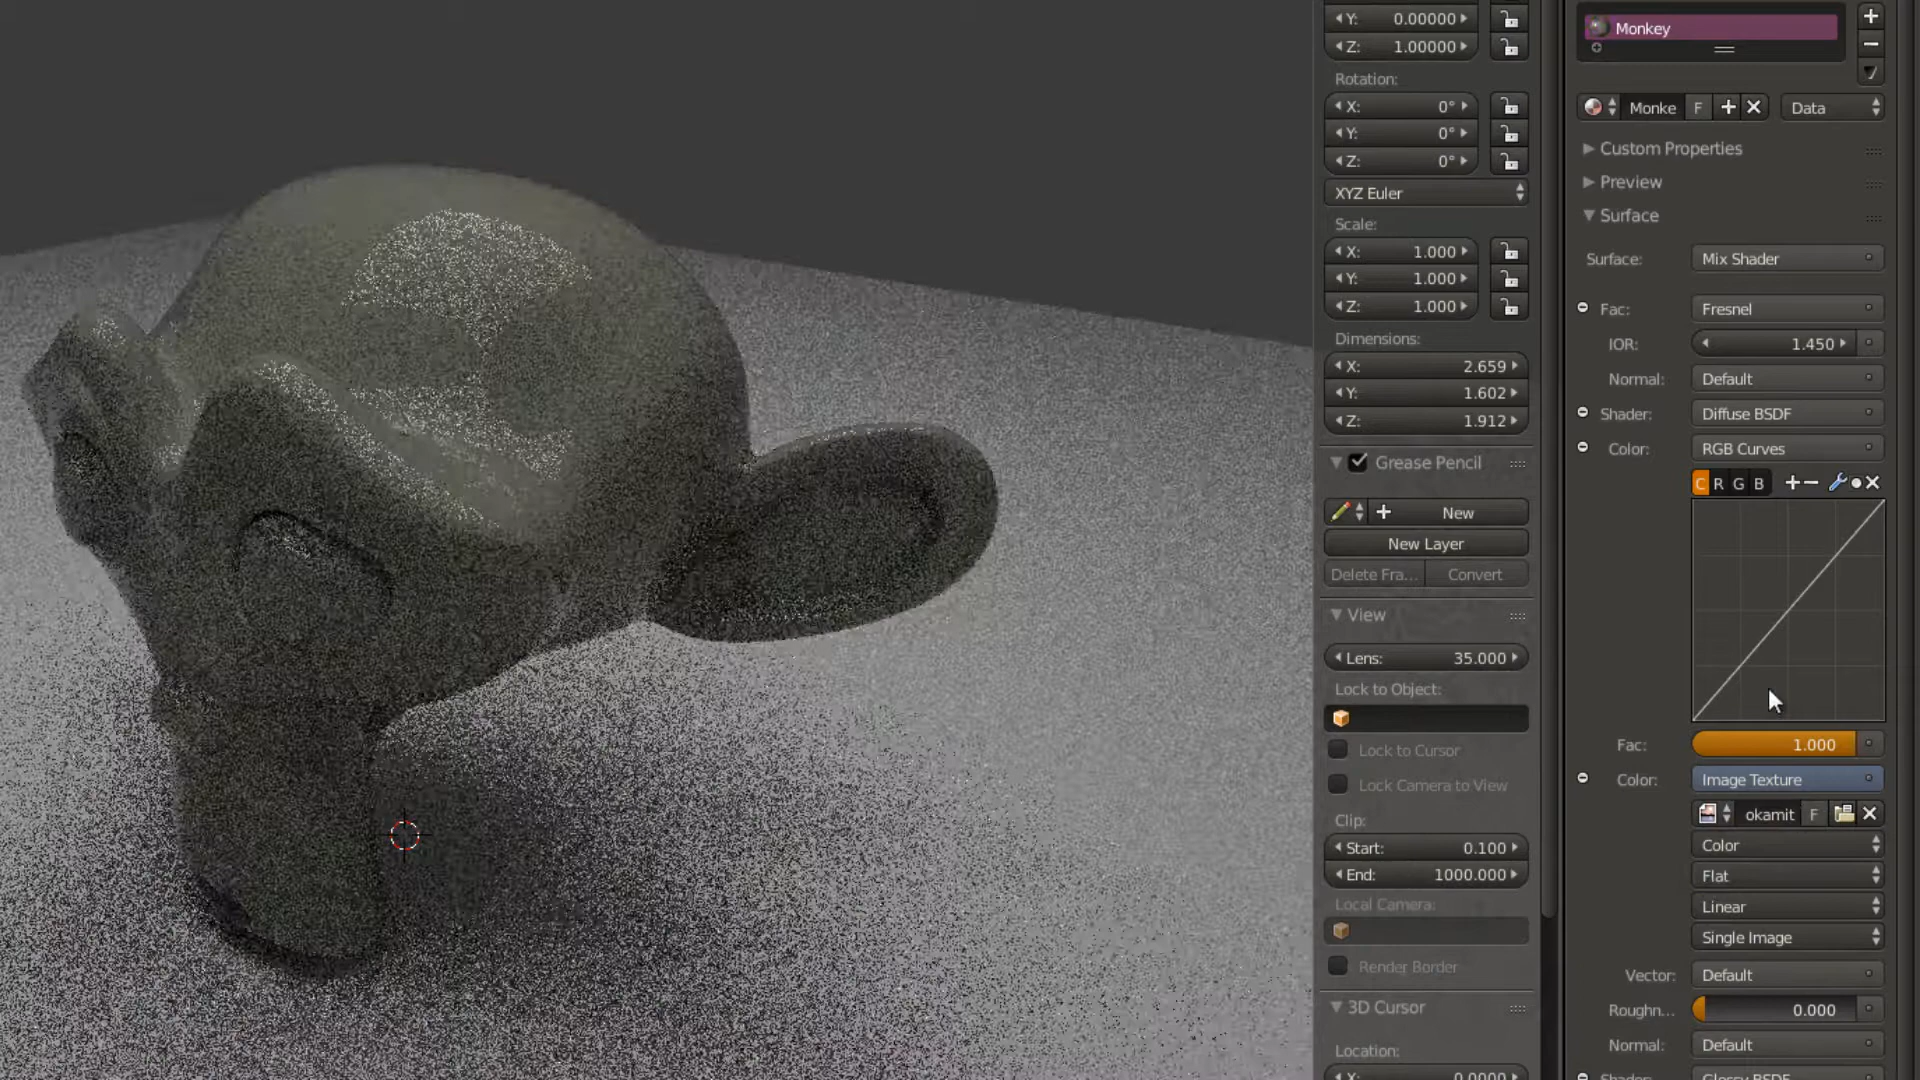 Y: 0.00000
Z: 1.00000
Rotation:
X: 0°
Y: 0°
Z: 0°
XYZ Euler
Scale:
X: 1.000
Y: 1.000
Z: 1.000
Dimensions:
X: 2.659
Y: 1.602
Z: 1.912
Grease Pencil
New
New Layer
Delete Fra... Convert
View
Lens: 35.000
Lock to Object:
Lock to Cursor
Lock Camera to View
Clip:
Start: 0.100
End: 1000.000
Local Camera:
Render Border
3D Cursor
Location:
X: 0.0000
Monkey
Monke F Data
Custom Properties
Preview
Surface
Surface: Mix Shader
Fac: Fresnel
IOR: 1.450
Normal: Default
Shader: Diffuse BSDF
Color: RGB Curves
C R G B
Fac: 1.000
Color: Image Texture
okamit F
Color
Flat
Linear
Single Image
Vector: Default
Roughn... 0.000
Normal: Default
Shader: Glossy BSDF